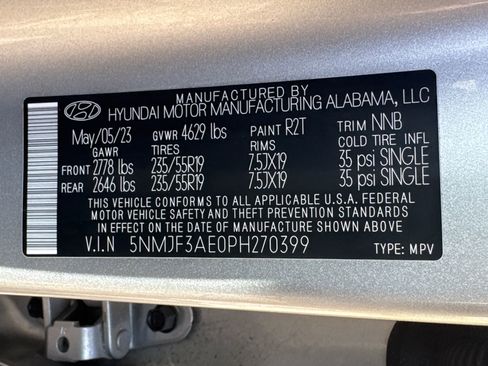 MANUFACTURED BY
HYUNDAI MOTOR MANUFACTURING ALABAMA, LLC
May/05/23 GVWR 4629 lbs PAINT R2T TRIM NNB
GAWR TIRES RIMS COLD TIRE INFL
FRONT 2778 lbs 235/55R19 7.5JX19 35 psi SINGLE
REAR 2646 lbs 235/55R19 7.5JX19 35 psi SINGLE
THIS VEHICLE CONFORMS TO ALL APPLICABLE U.S.A. FEDERAL
MOTOR VEHICLE SAFETY AND THEFT PREVENTION STANDARDS
IN EFFECT ON THE DATE OF MANUFACTURE SHOWN ABOVE
V.I.N 5NMJF3AE0PH270399 TYPE: MPV